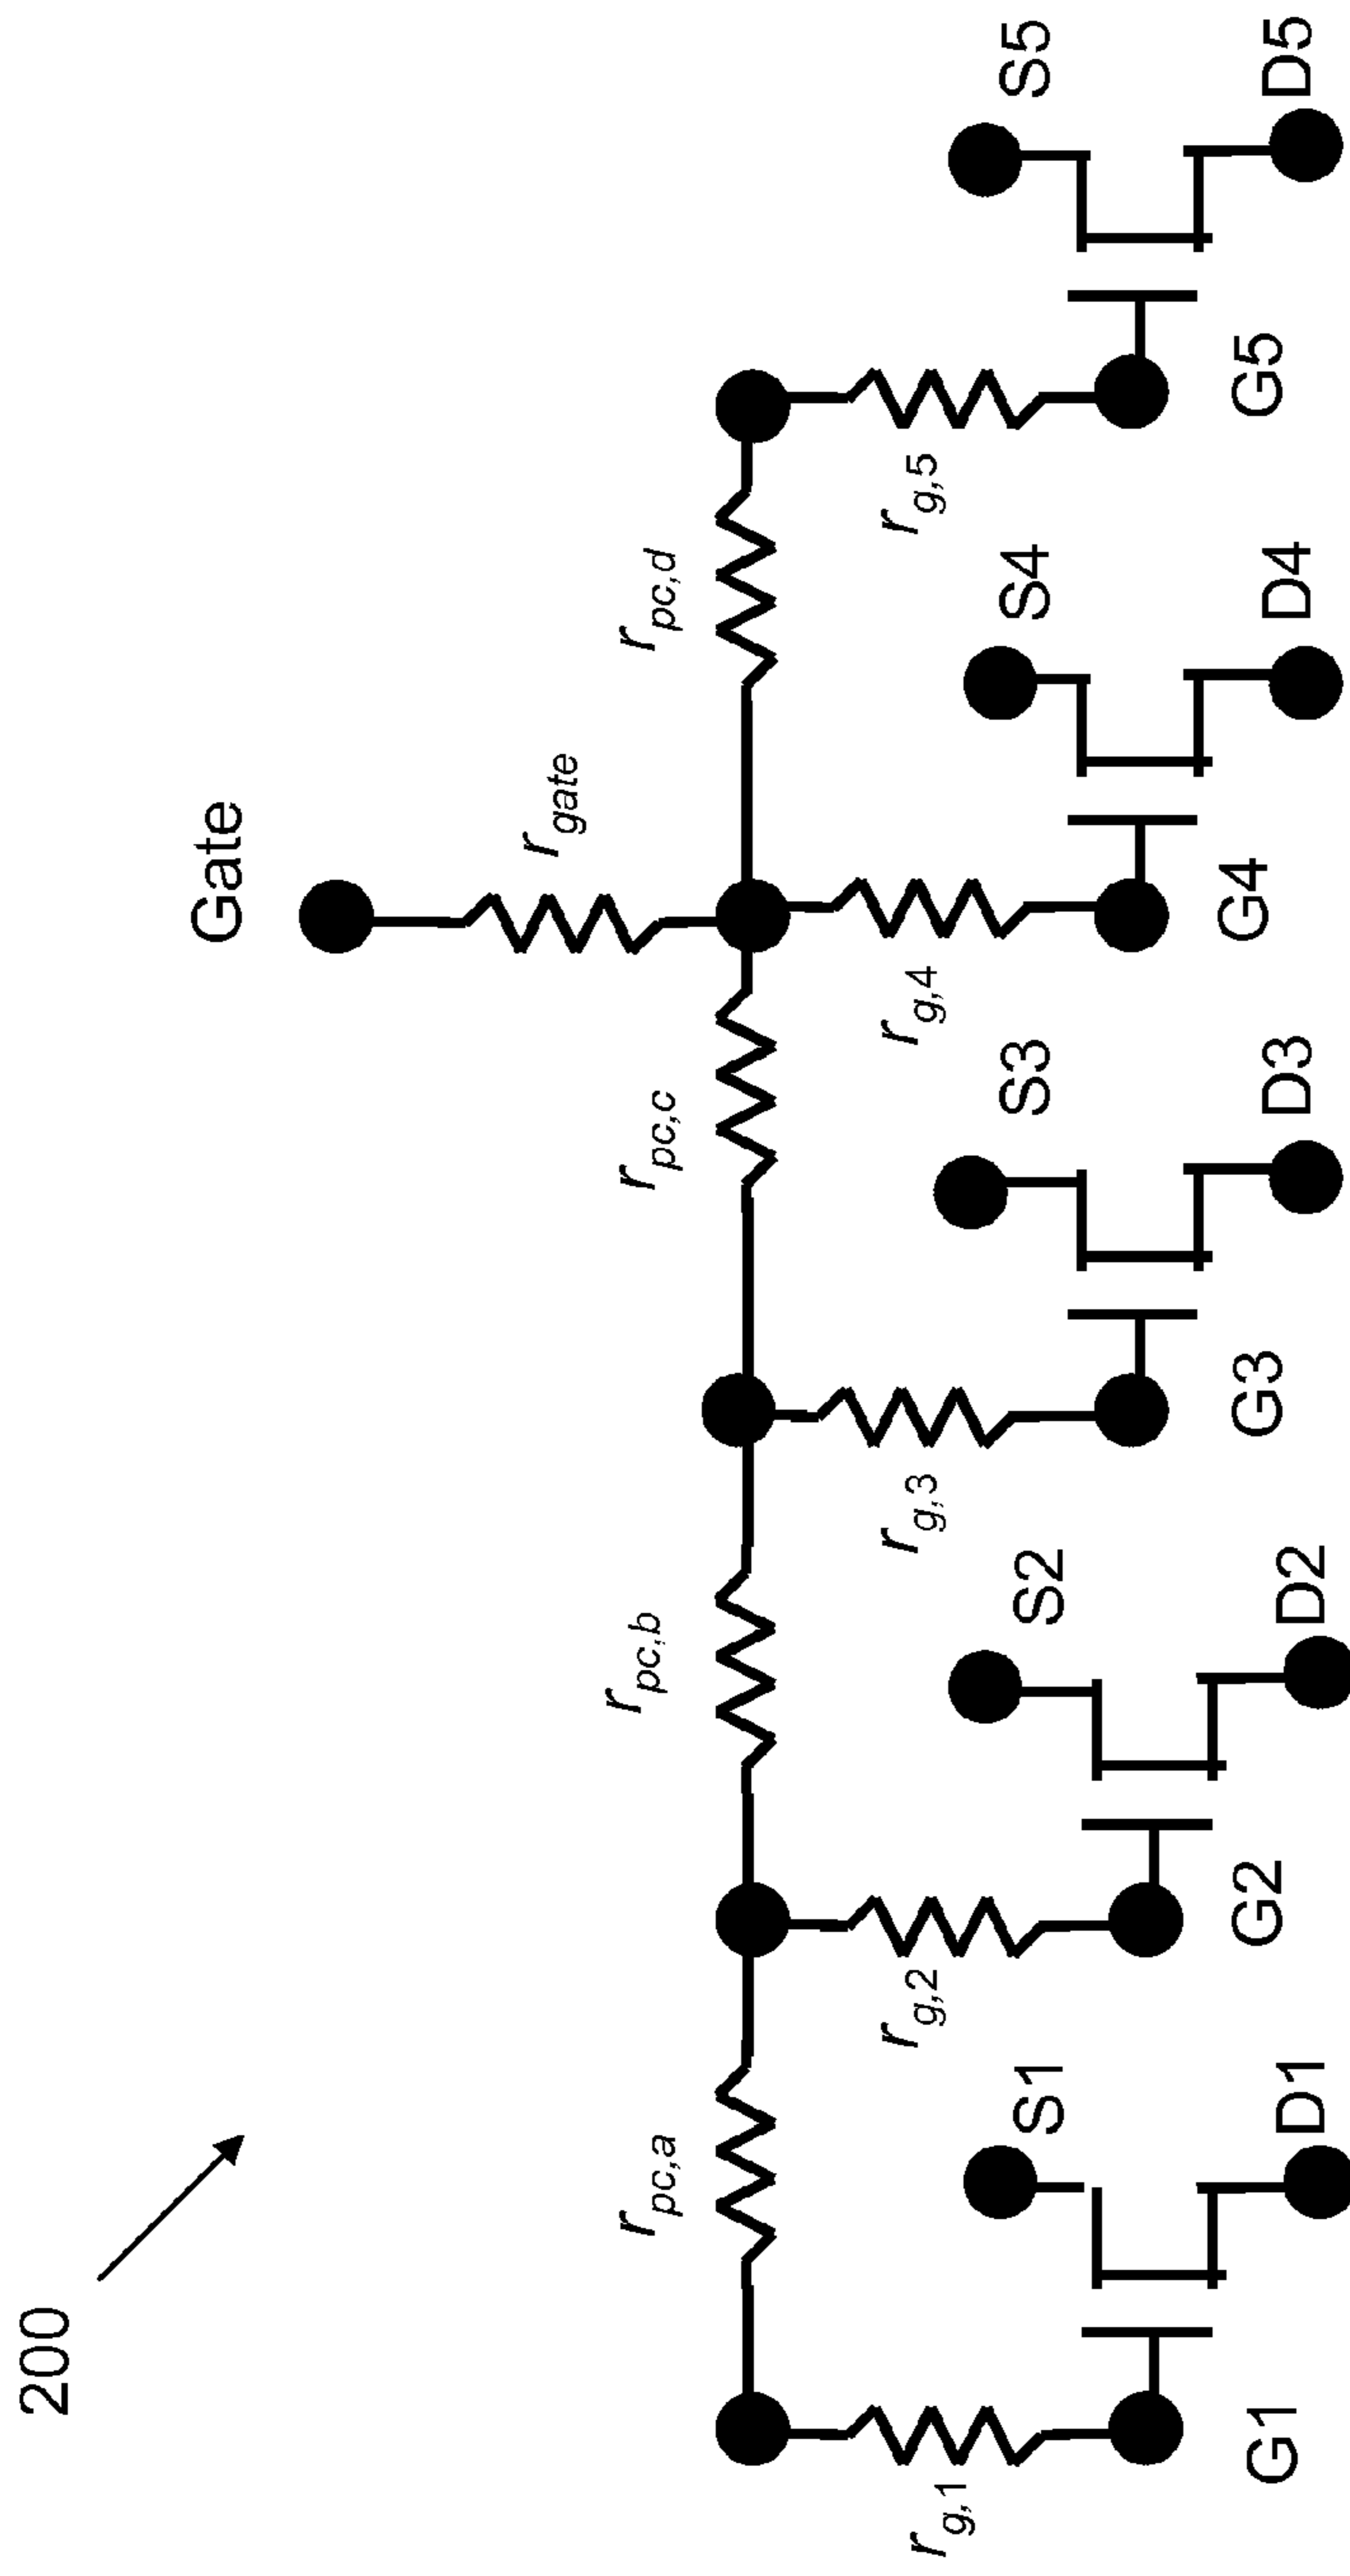 200
Gate
r_gate
r_pc,a
r_pc,b
r_pc,c
r_pc,d
r_g,1
r_g,2
r_g,3
r_g,4
r_g,5
S1
S2
S3
S4
S5
G1
G2
G3
G4
G5
D1
D2
D3
D4
D5